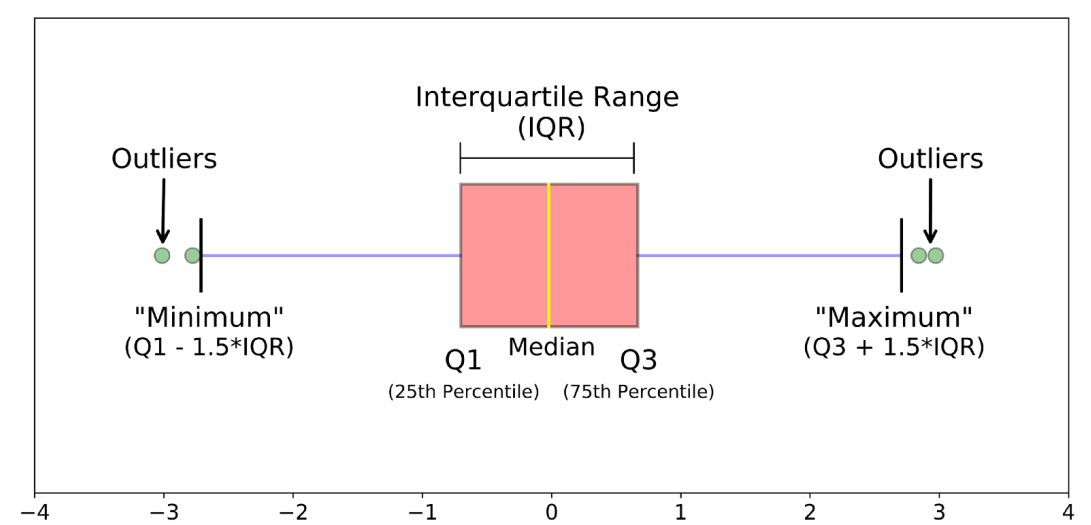 Interquartile Range
(IQR)
Outliers
Outliers
"Minimum"
(Q1 - 1.5*IQR)
"Maximum"
(Q3 + 1.5*IQR)
Q1
Median
Q3
(25th Percentile)
(75th Percentile)
−4 −3 −2 −1 0 1 2 3 4